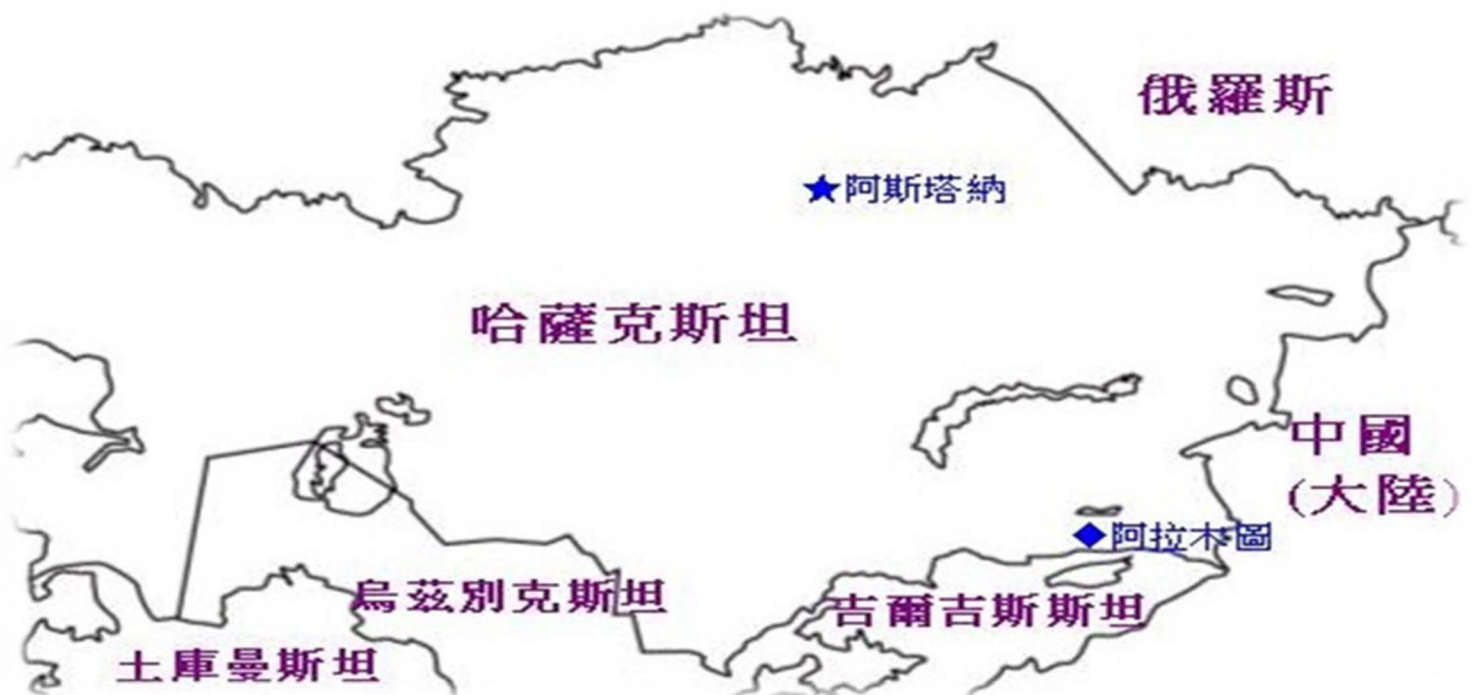 俄羅斯
阿斯塔納
哈薩克斯坦
中國
(大陸)
阿拉木圖
烏茲別克斯坦
吉爾吉斯斯坦
土庫曼斯坦